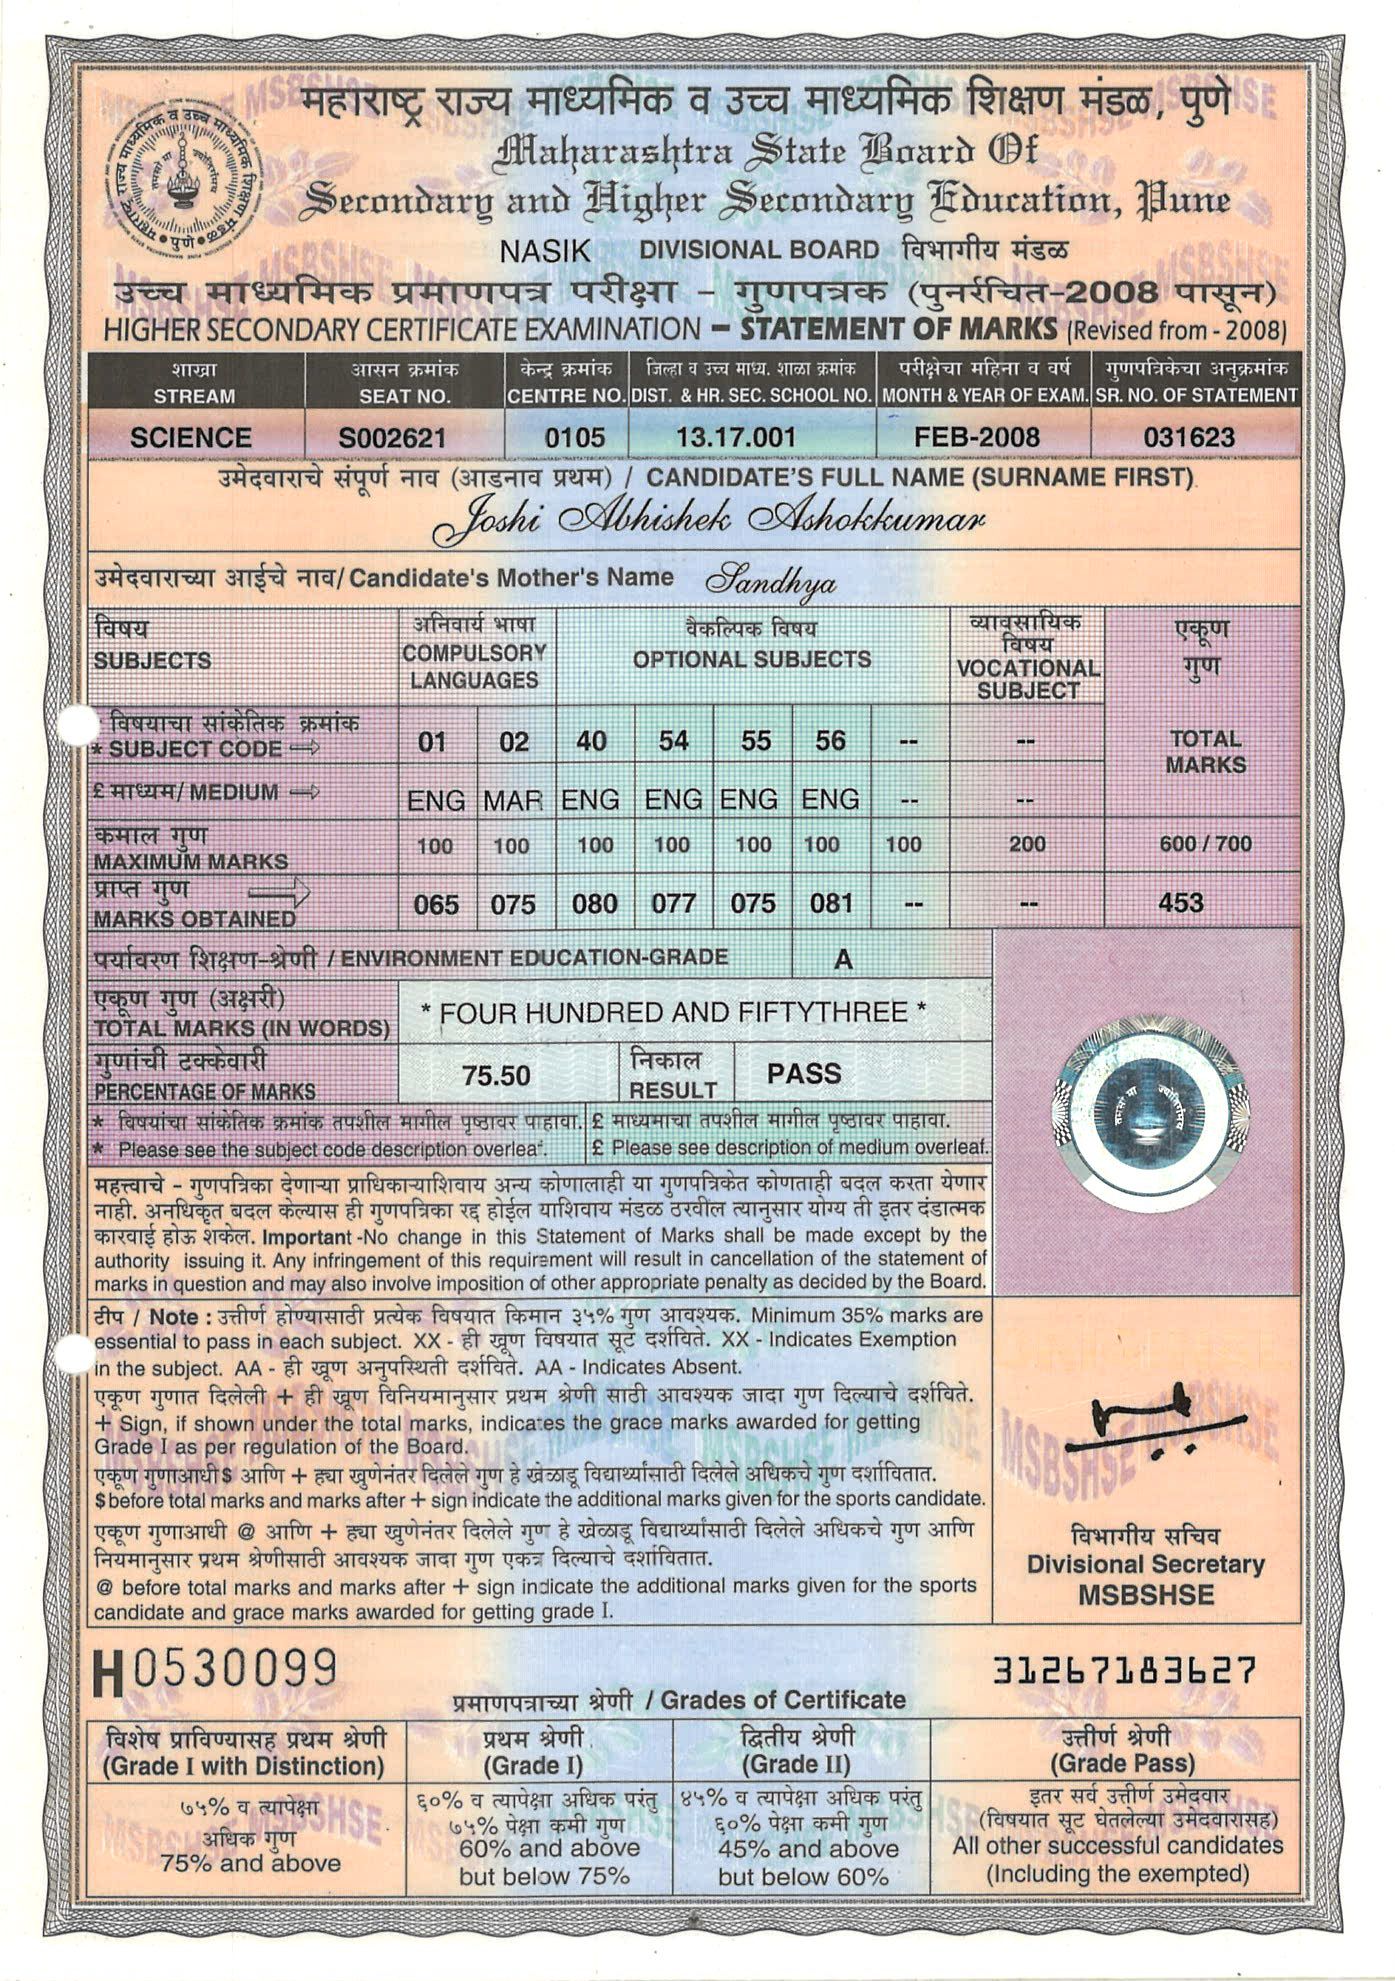 महाराष्ट्र राज्य माध्यमिक व उच्च माध्यमिक शिक्षण मंडळ, पुणे
Maharashtra State Board Of
Secondary and Higher Secondary Education, Pune
NASIK DIVISIONAL BOARD विभागीय मंडळ
उच्च माध्यमिक प्रमाणपत्र परीक्षा – गुणपत्रक (पुनर्रचित-2008 पासून)
HIGHER SECONDARY CERTIFICATE EXAMINATION – STATEMENT OF MARKS (Revised from - 2008)
शाखा आसन क्रमांक केन्द्र क्रमांक जिल्हा व उच्च माध्य. शाळा क्रमांक परीक्षेचा महिना व वर्ष गुणपत्रिकेचा अनुक्रमांक
STREAM SEAT NO. CENTRE NO. DIST. & HR. SEC. SCHOOL NO. MONTH & YEAR OF EXAM. SR. NO. OF STATEMENT
SCIENCE S002621 0105 13.17.001 FEB-2008 031623
उमेदवाराचे संपूर्ण नाव (आडनाव प्रथम) / CANDIDATE'S FULL NAME (SURNAME FIRST)
Joshi Abhishek Ashokkumar
उमेदवाराच्या आईचे नाव/ Candidate's Mother's Name Sandhya
विषय अनिवार्य भाषा वैकल्पिक विषय व्यावसायिक विषय एकूण गुण
SUBJECTS COMPULSORY LANGUAGES OPTIONAL SUBJECTS VOCATIONAL SUBJECT
विषयाचा सांकेतिक क्रमांक
* SUBJECT CODE ⇒ 01 02 40 54 55 56 -- -- TOTAL MARKS
£ माध्यम/ MEDIUM ⇒ ENG MAR ENG ENG ENG ENG -- --
कमाल गुण
MAXIMUM MARKS 100 100 100 100 100 100 100 200 600 / 700
प्राप्त गुण
MARKS OBTAINED 065 075 080 077 075 081 -- -- 453
पर्यावरण शिक्षण-श्रेणी / ENVIRONMENT EDUCATION-GRADE A
एकूण गुण (अक्षरी)
TOTAL MARKS (IN WORDS) * FOUR HUNDRED AND FIFTYTHREE *
गुणांची टक्केवारी निकाल
PERCENTAGE OF MARKS 75.50 RESULT PASS
* विषयांचा सांकेतिक क्रमांक तपशील मागील पृष्ठावर पाहावा. £ माध्यमाचा तपशील मागील पृष्ठावर पाहावा.
* Please see the subject code description overleaf. £ Please see description of medium overleaf.
महत्त्वाचे – गुणपत्रिका देणाऱ्या प्राधिकाऱ्याशिवाय अन्य कोणालाही या गुणपत्रिकेत कोणताही बदल करता येणार
नाही. अनधिकृत बदल केल्यास ही गुणपत्रिका रद्द होईल याशिवाय मंडळ ठरवील त्यानुसार योग्य ती इतर दंडात्मक
कारवाई होऊ शकेल. Important -No change in this Statement of Marks shall be made except by the
authority issuing it. Any infringement of this requirement will result in cancellation of the statement of
marks in question and may also involve imposition of other appropriate penalty as decided by the Board.
टीप / Note : उत्तीर्ण होण्यासाठी प्रत्येक विषयात किमान ३५% गुण आवश्यक. Minimum 35% marks are
essential to pass in each subject. XX - ही खूण विषयात सूट दर्शविते. XX - Indicates Exemption
in the subject. AA - ही खूण अनुपस्थिती दर्शविते. AA - Indicates Absent.
एकूण गुणात दिलेली + ही खूण विनियमानुसार प्रथम श्रेणी साठी आवश्यक जादा गुण दिल्याचे दर्शविते.
+ Sign, if shown under the total marks, indicates the grace marks awarded for getting
Grade I as per regulation of the Board.
एकूण गुणाआधी $ आणि + ह्या खुणेनंतर दिलेले गुण हे खेळाडू विद्यार्थ्यांसाठी दिलेले अधिकचे गुण दर्शवितात.
$ before total marks and marks after + sign indicate the additional marks given for the sports candidate.
एकूण गुणाआधी @ आणि + ह्या खुणेनंतर दिलेले गुण हे खेळाडू विद्यार्थ्यांसाठी दिलेले अधिकचे गुण आणि
नियमानुसार प्रथम श्रेणीसाठी आवश्यक जादा गुण एकत्र दिल्याचे दर्शवितात.
@ before total marks and marks after + sign indicate the additional marks given for the sports
candidate and grace marks awarded for getting grade I.
विभागीय सचिव
Divisional Secretary
MSBSHSE
H0530099 31267183627
प्रमाणपत्राच्या श्रेणी / Grades of Certificate
विशेष प्राविण्यासह प्रथम श्रेणी प्रथम श्रेणी द्वितीय श्रेणी उत्तीर्ण श्रेणी
(Grade I with Distinction) (Grade I) (Grade II) (Grade Pass)
७५% व त्यापेक्षा ६०% व त्यापेक्षा अधिक परंतु ४५% व त्यापेक्षा अधिक परंतु इतर सर्व उत्तीर्ण उमेदवार
अधिक गुण ७५% पेक्षा कमी गुण ६०% पेक्षा कमी गुण (विषयात सूट घेतलेल्या उमेदवारासह)
75% and above 60% and above 45% and above All other successful candidates
but below 75% but below 60% (Including the exempted)